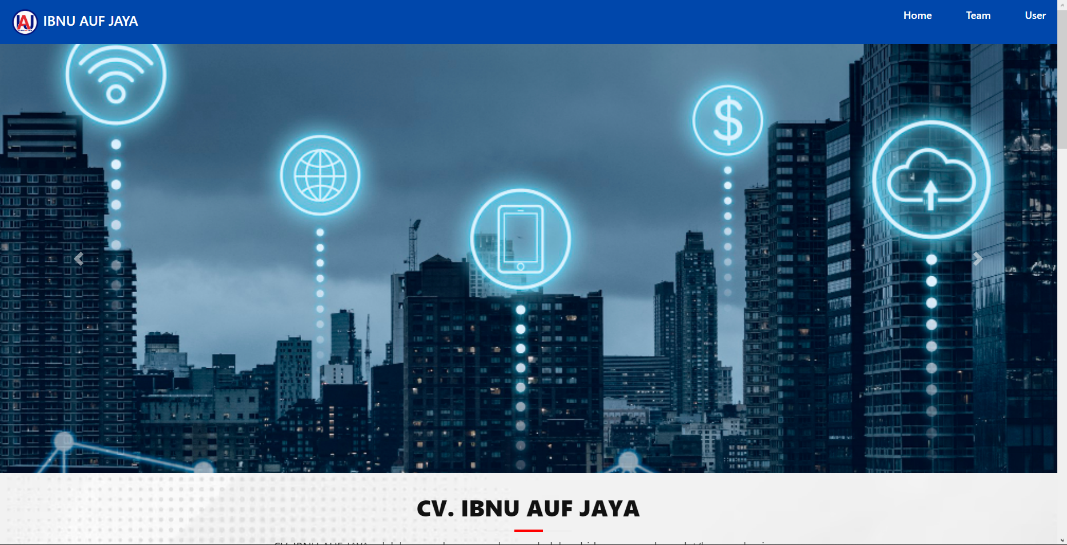 IBNU AUF JAYA
Home
Team
User
$
CV. IBNU AUF JAYA